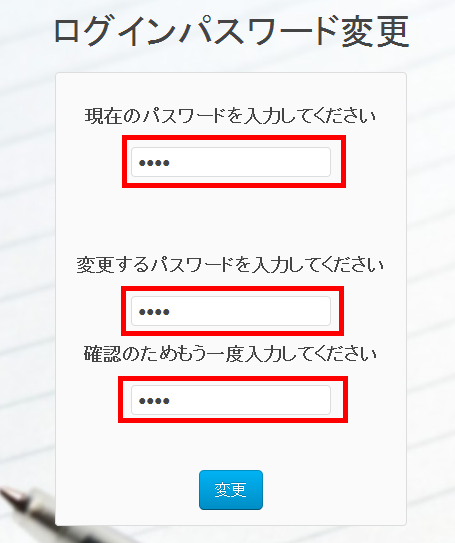 ログインパスワード変更
現在のパスワードを入力してください
••••
変更するパスワードを入力してください
••••
確認のためもう一度入力してください
••••
変更